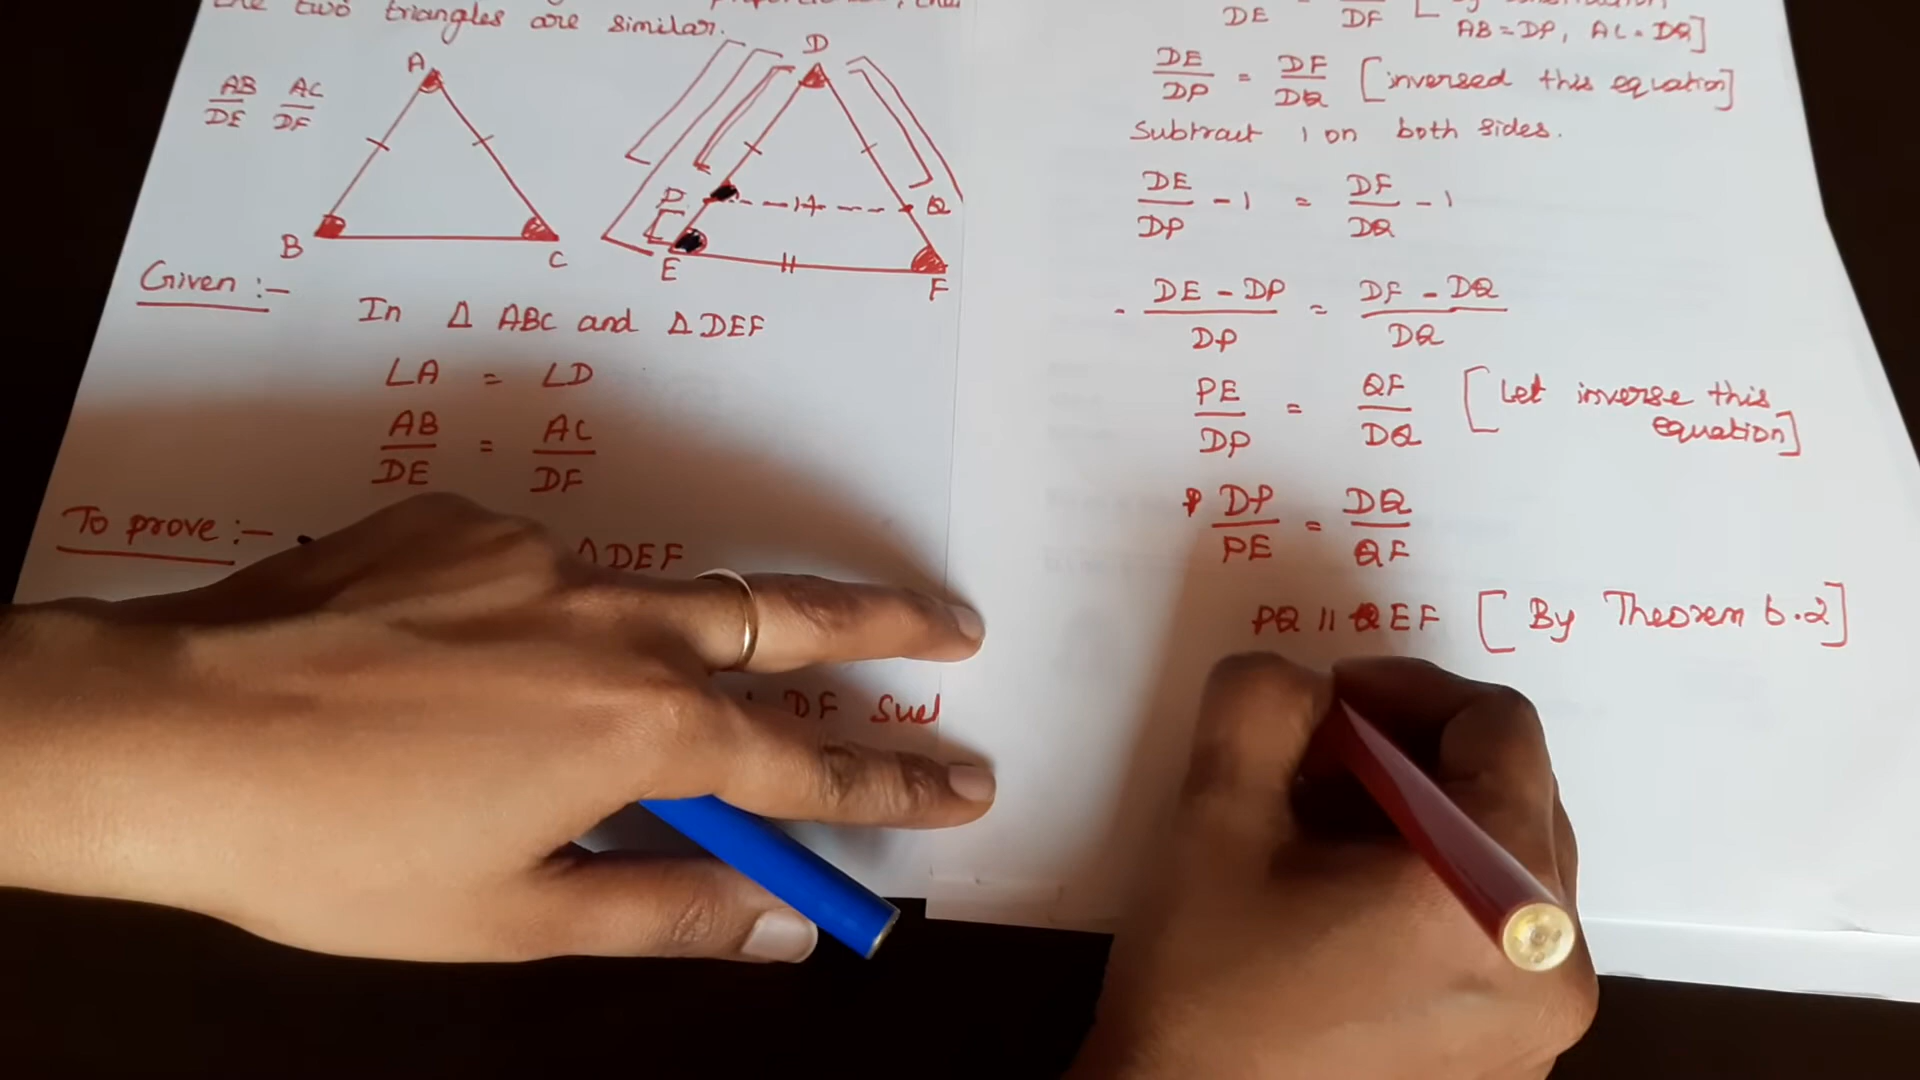 the two triangles are similar.
AB AC
DE DF
A
B
C
D
P
Q
E
F
Given :-
In Δ ABC and Δ DEF
∠A = ∠D
AB = AC
DE DF
To prove :-
Δ DEF
DF
DE DF
AB = DP, AC = DQ]
DE = DF [inversed this equation]
DP DQ
Subtract 1 on both sides.
DE - 1 = DF - 1
DP DQ
DE - DP = DF - DQ
DP DQ
PE = QF [Let inverse this
DP DQ equation]
DP = DQ
PE QF
PQ || EF [By Theorem 6.2]